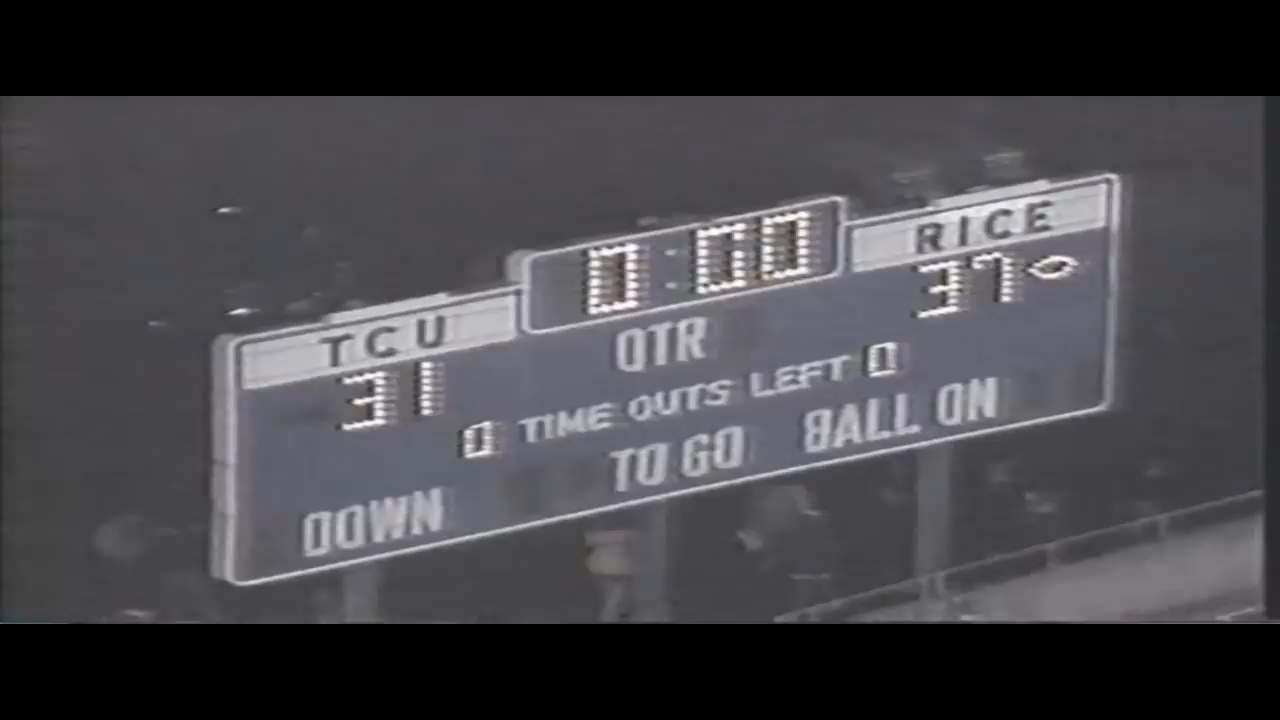 TCU 0:00 RICE
31 QTR 37
0 TIME OUTS LEFT 0
DOWN TO GO BALL ON